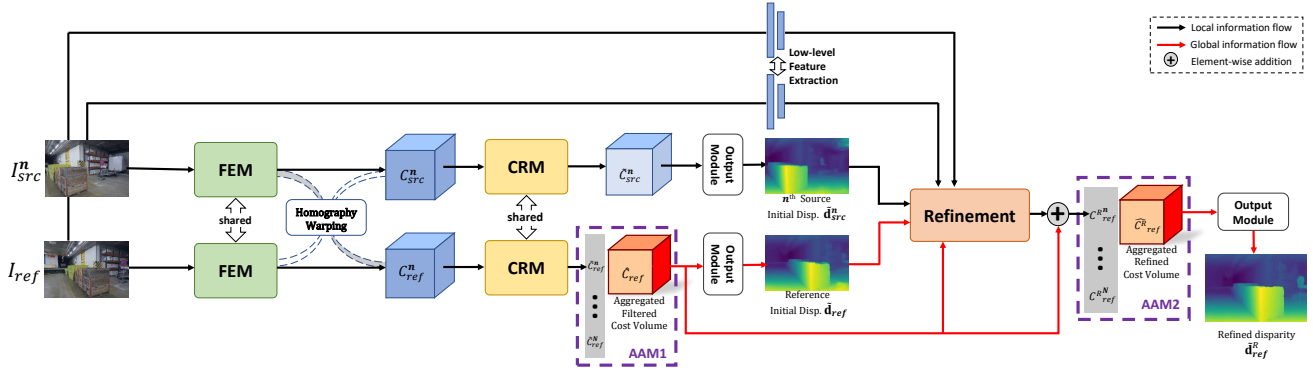 Local information flow
Global information flow
+ Element-wise addition
Low-level
Feature
Extraction
I^n_src
FEM
C^n_src
CRM
C̃^n_src
Output
Module
n^th Source
Initial Disp. d̃^n_src
shared
Homography
Warping
shared
I_ref
FEM
C^n_ref
CRM
C̃^n_ref
⋮
C̃^N_ref
Ĉ_ref
Aggregated
Filtered
Cost Volume
AAM1
Output
Module
Reference
Initial Disp. d̃_ref
Refinement
+
C^{R^n}_ref
⋮
C^{R^N}_ref
Ĉ^R_ref
Aggregated
Refined
Cost Volume
AAM2
Output
Module
Refined disparity
d̃^R_ref